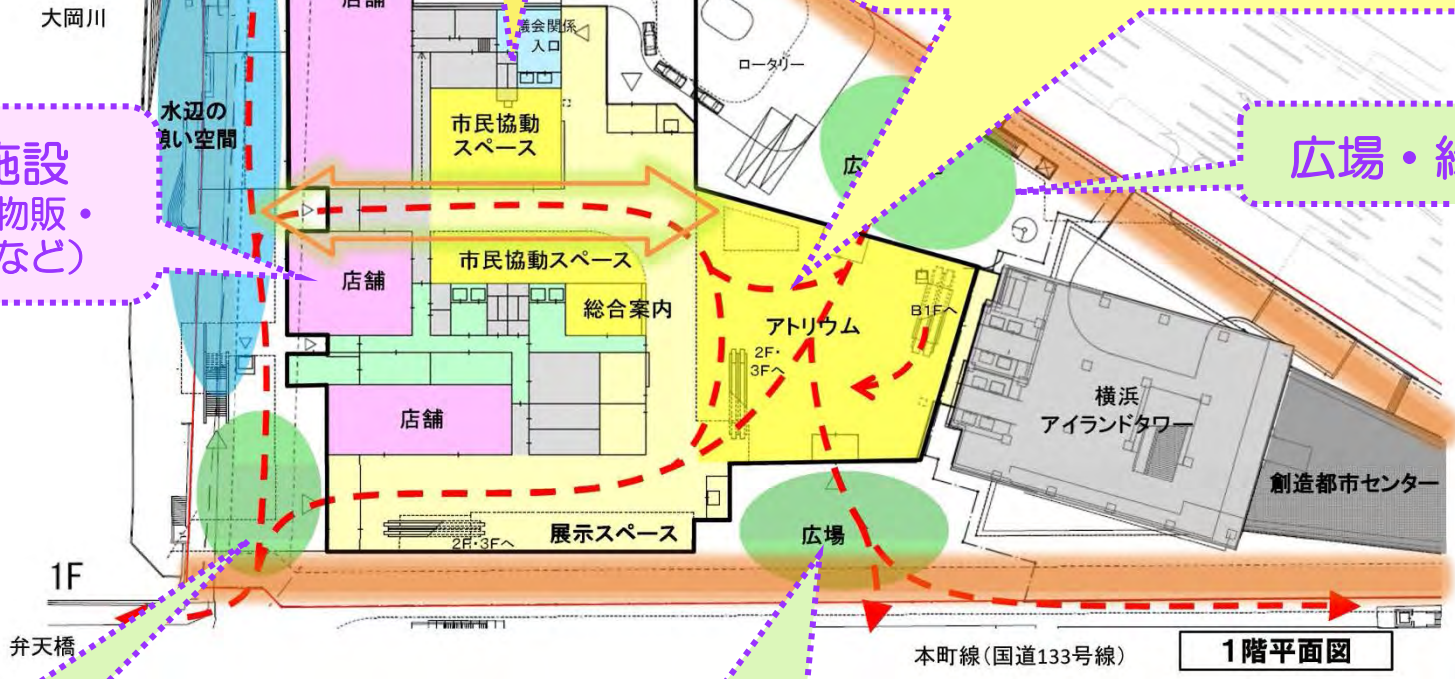 大岡川
店舗
議会関係
入口
ロータリー
水辺の
憩い空間
市民協動
スペース
施設
物販・
など）
広場・緑
広
店舗
市民協動スペース
総合案内
アトリウム
B1Fへ
2F・
3Fへ
店舗
横浜
アイランドタワー
創造都市センター
展示スペース
2F・3Fへ
広場
1F
弁天橋
本町線（国道133号線）
1階平面図